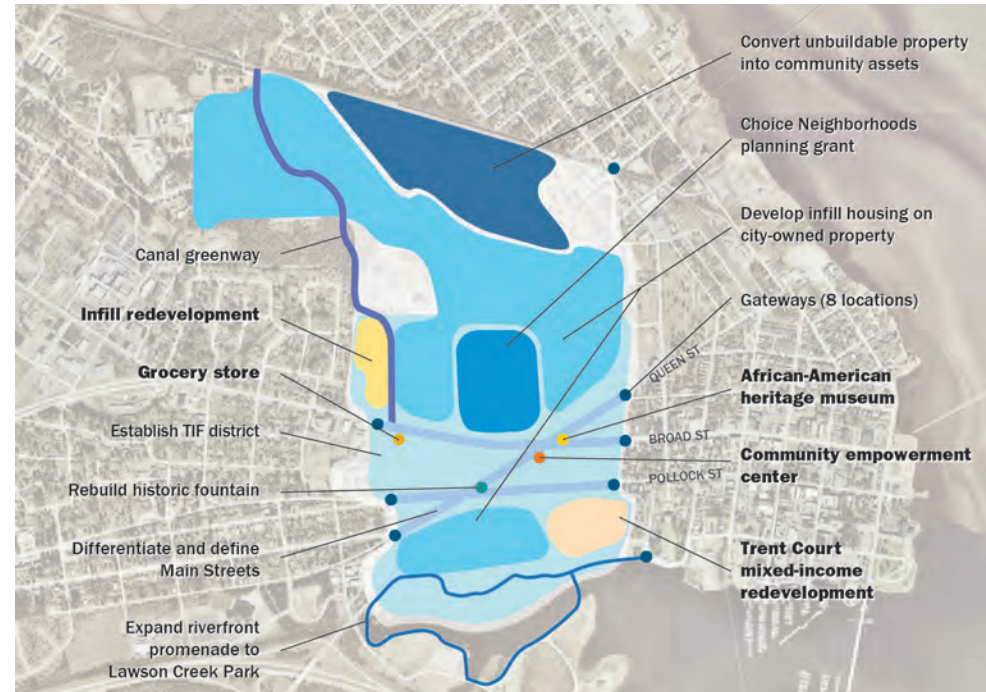 Convert unbuildable property
into community assets
Choice Neighborhoods
planning grant
Develop infill housing on
city-owned property
Gateways (8 locations)
QUEEN ST
African-American
heritage museum
BROAD ST
Community empowerment
center
POLLOCK ST
Trent Court
mixed-income
redevelopment
Canal greenway
Infill redevelopment
Grocery store
Establish TIF district
Rebuild historic fountain
Differentiate and define
Main Streets
Expand riverfront
promenade to
Lawson Creek Park